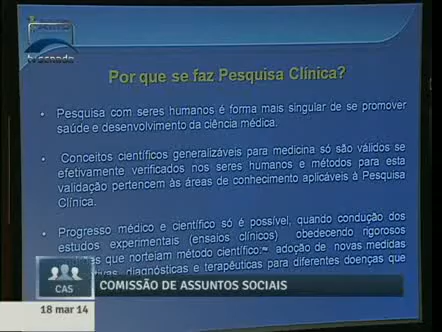 tvsenado
Por que se faz Pesquisa Clínica?
• Pesquisa com seres humanos é forma mais singular de se promover
saúde e desenvolvimento da ciência médica.
• Conceitos científicos generalizáveis para medicina só são válidos se
efetivamente verificados nos seres humanos e métodos para esta
validação pertencem às áreas de conhecimento aplicáveis à Pesquisa
Clínica.
• Progresso médico e científico só é possível, quando condução dos
estudos experimentais (ensaios clínicos) obedecendo rigorosos
que norteiam método científico: adoção de novas medidas
diagnósticas e terapêuticas para diferentes doenças que
CAS
COMISSÃO DE ASSUNTOS SOCIAIS
18 mar 14